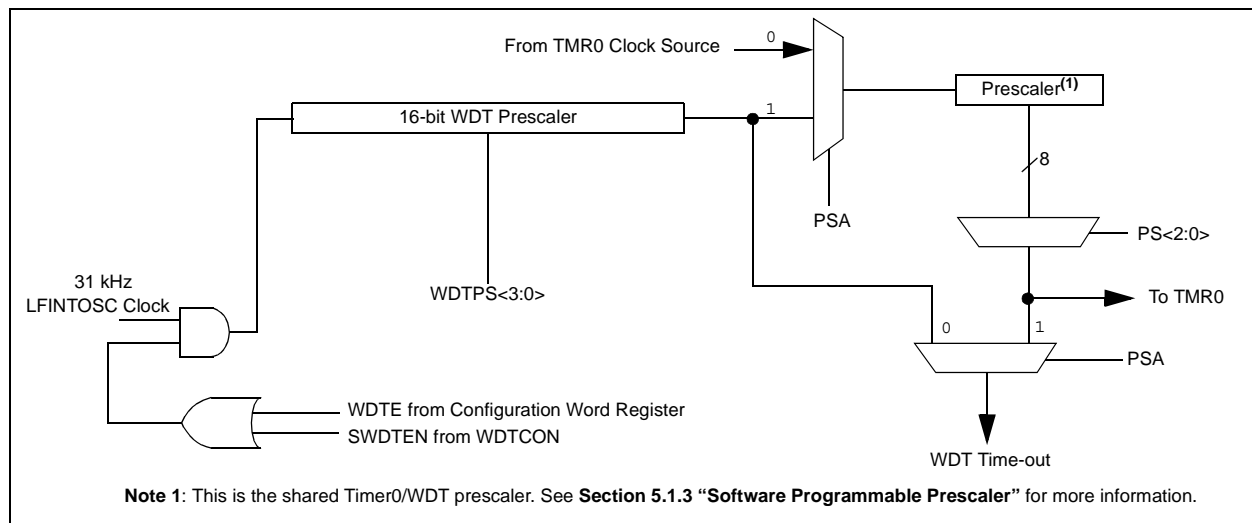 From TMR0 Clock Source
0
1
16-bit WDT Prescaler
Prescaler(1)
8
PSA
PS<2:0>
31 kHz
LFINTOSC Clock
WDTPS<3:0>
To TMR0
0
1
PSA
WDTE from Configuration Word Register
SWDTEN from WDTCON
WDT Time-out
Note 1: This is the shared Timer0/WDT prescaler. See Section 5.1.3 “Software Programmable Prescaler” for more information.